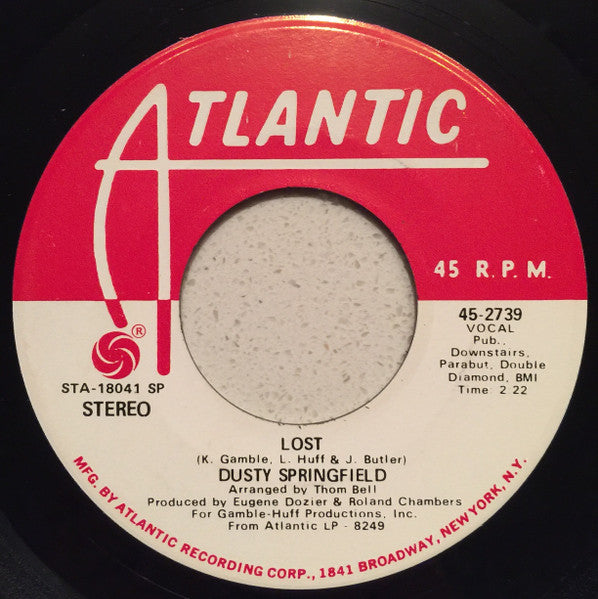 ATLANTIC
45 R.P.M.
®
STA-18041 SP
STEREO
45-2739
VOCAL
Pub.,
Downstairs,
Parabut, Double
Diamond, BMI
Time: 2 22
LOST
(K. Gamble, L. Huff & J. Butler)
DUSTY SPRINGFIELD
Arranged by Thom Bell
Produced by Eugene Dozier & Roland Chambers
For Gamble-Huff Productions, Inc.
From Atlantic LP - 8249
MFG. BY ATLANTIC RECORDING CORP., 1841 BROADWAY, NEW YORK, N.Y.